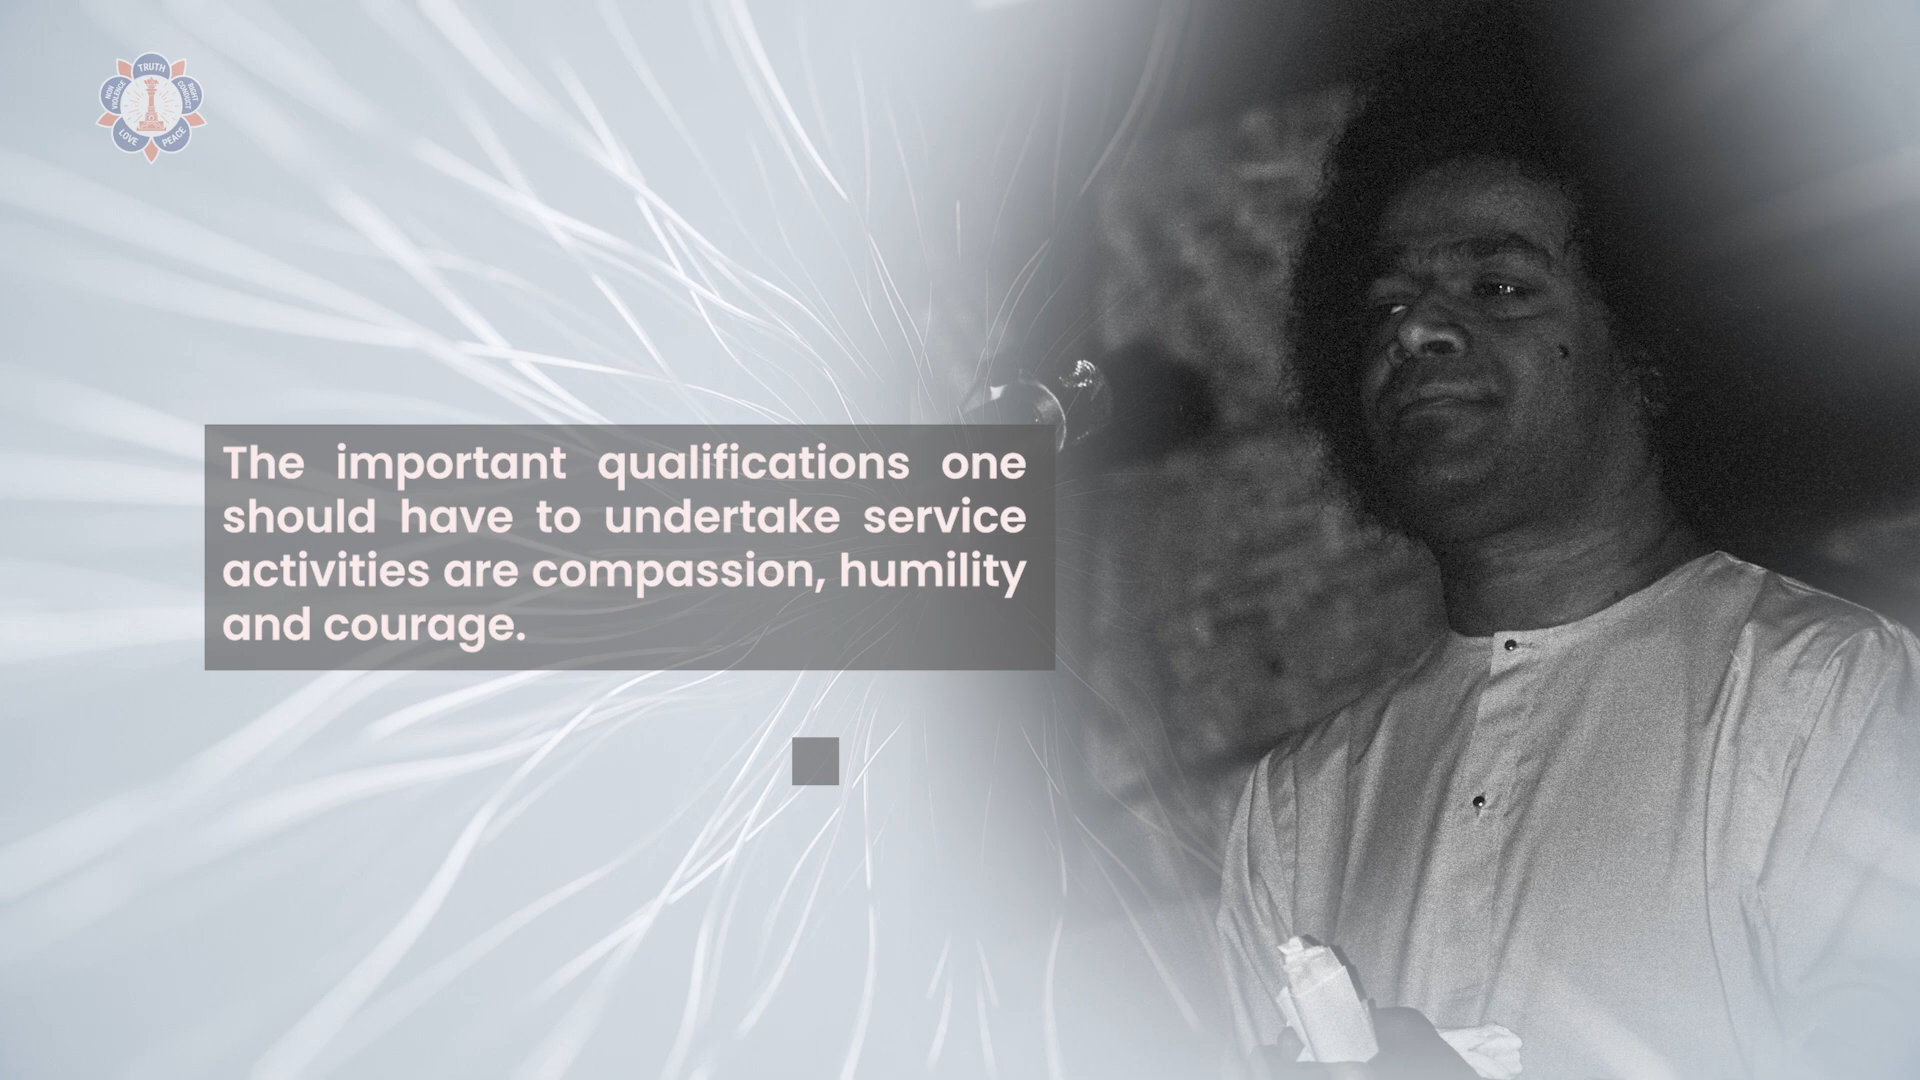 TRUTH
RIGHT
CONDUCT
PEACE
LOVE
NON
VIOLENCE
The important qualifications one
should have to undertake service
activities are compassion, humility
and courage.